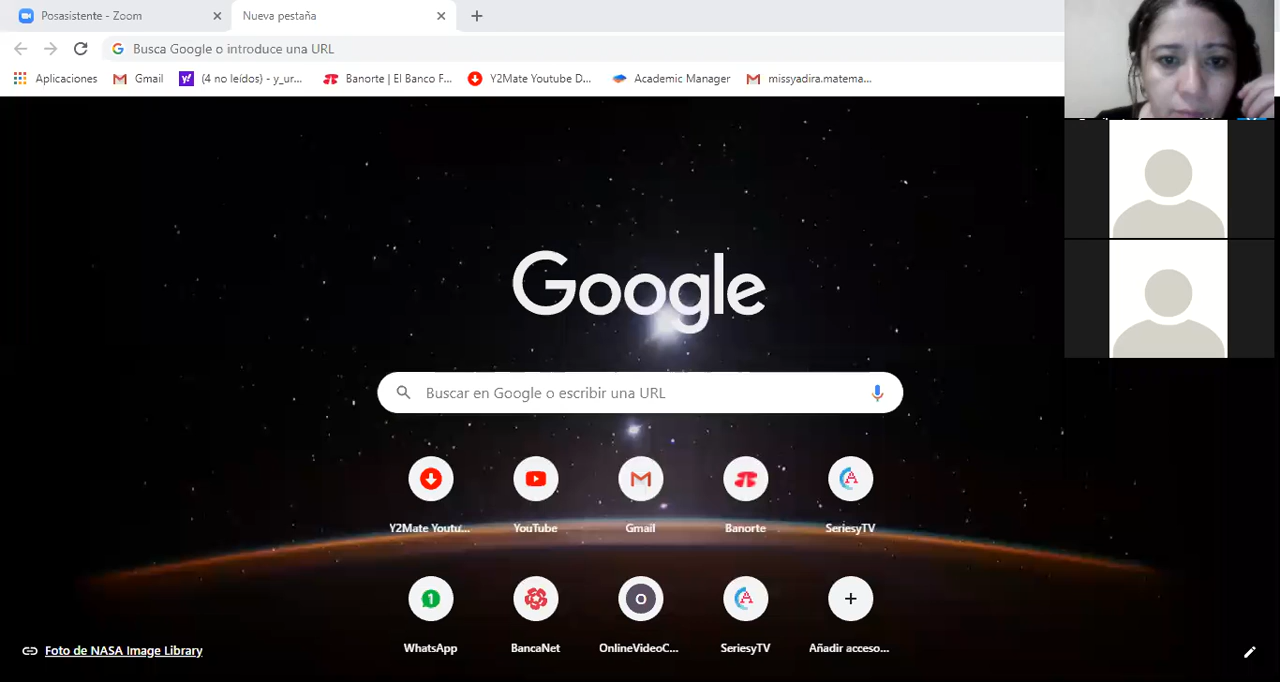 Posasistente - Zoom
Nueva pestaña
Busca Google o introduce una URL
Aplicaciones
Gmail
(4 no leídos) - y_ur...
Banorte | El Banco F...
Y2Mate Youtube D...
Academic Manager
missyadira.matema...
Google
Buscar en Google o escribir una URL
Y2Mate Youtu...
YouTube
Gmail
Banorte
SeriesyTV
1
WhatsApp
BancaNet
O
OnlineVideoC...
SeriesyTV
Añadir acceso...
Foto de NASA Image Library